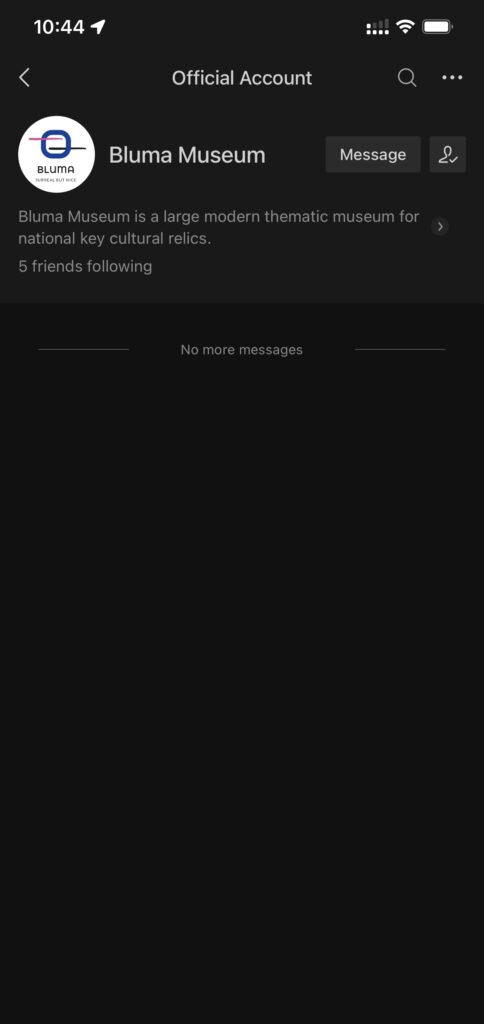 10:44
Official Account
BLUMA
SURREAL BUT NICE
Bluma Museum
Message
Bluma Museum is a large modern thematic museum for
national key cultural relics.
5 friends following
No more messages